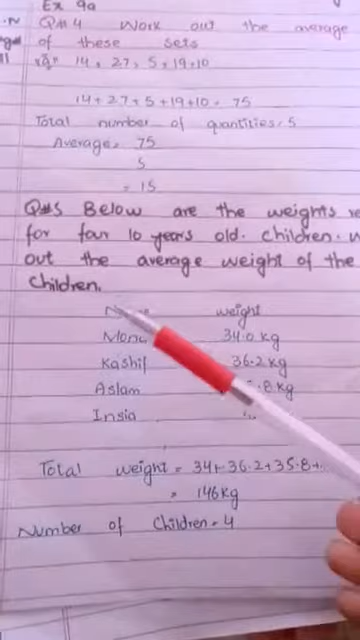 Ex 9a
Q#4 Work out the average
of these sets
14, 27, 5, 19, 10
14+27+5+19+10 = 75
Total number of quantities = 5
Average = 75
5
= 15
Q#5 Below are the weights
for four 10 years old. children.
out the average weight of the
children.
weight
Mona 34.0 kg
Kashif 36.2 kg
Aslam .8 kg
Insia
Total weight = 34+36.2+35.8+
= 146 kg
Number of Children = 4